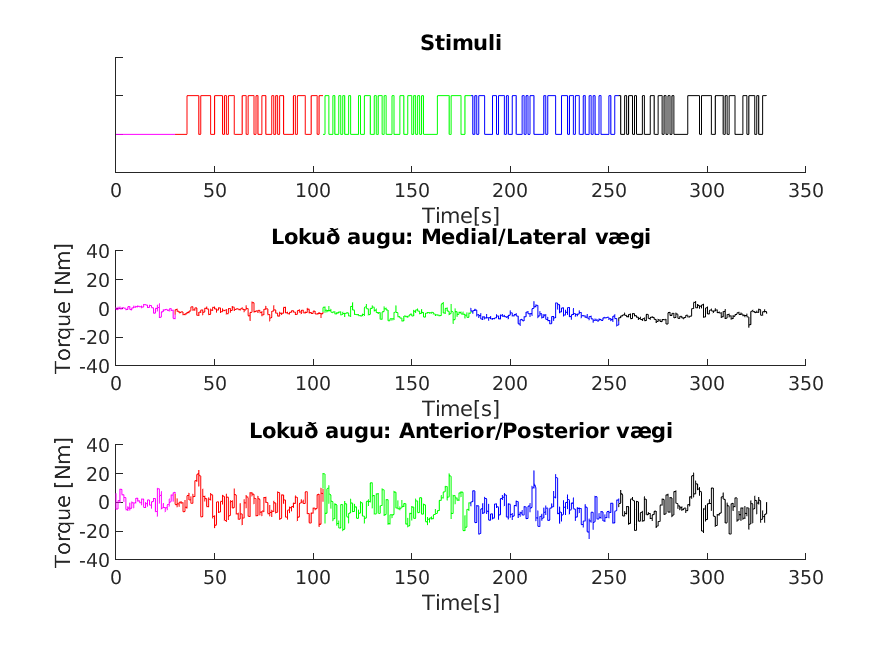 Stimuli
0 50 100 150 200 250 300 350
Time[s]
Lokuð augu: Medial/Lateral vægi
Torque [Nm]
40
20
0
-20
-40
0 50 100 150 200 250 300 350
Time[s]
Lokuð augu: Anterior/Posterior vægi
Torque [Nm]
40
20
0
-20
-40
0 50 100 150 200 250 300 350
Time[s]